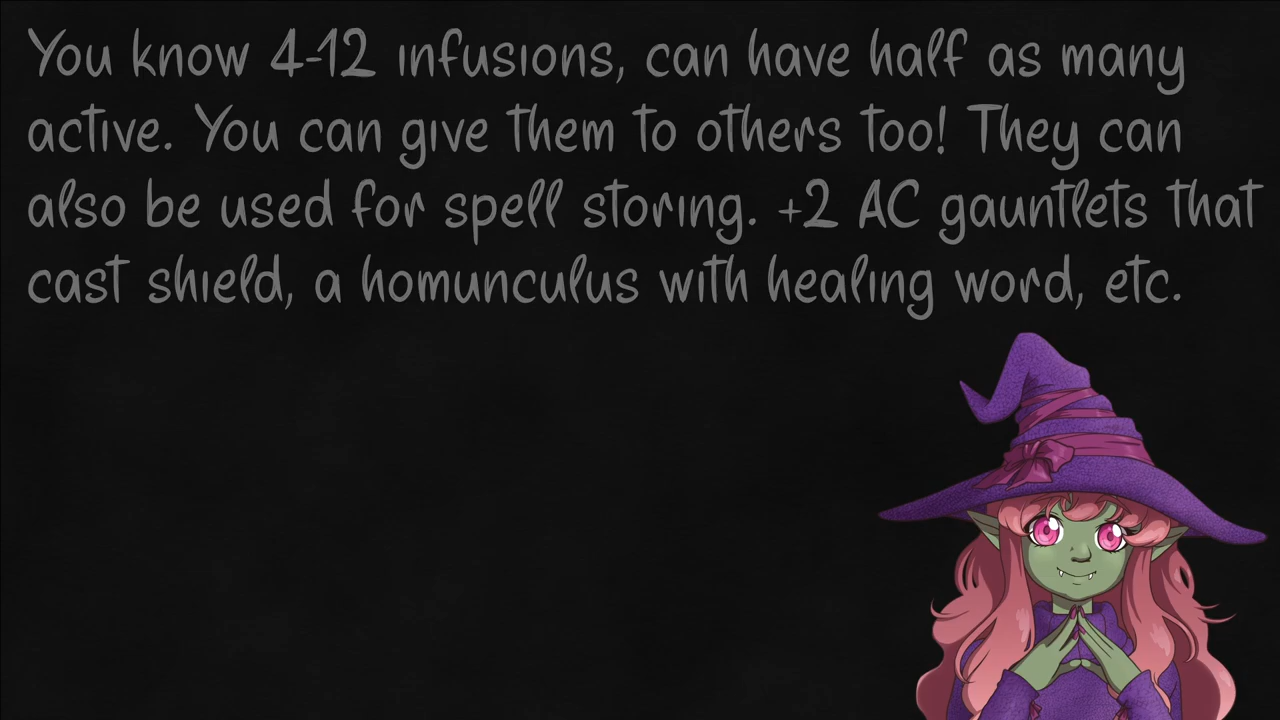 You know 4-12 infusions, can have half as many
active. You can give them to others too! They can
also be used for spell storing. +2 AC gauntlets that
cast shield, a homunculus with healing word, etc.